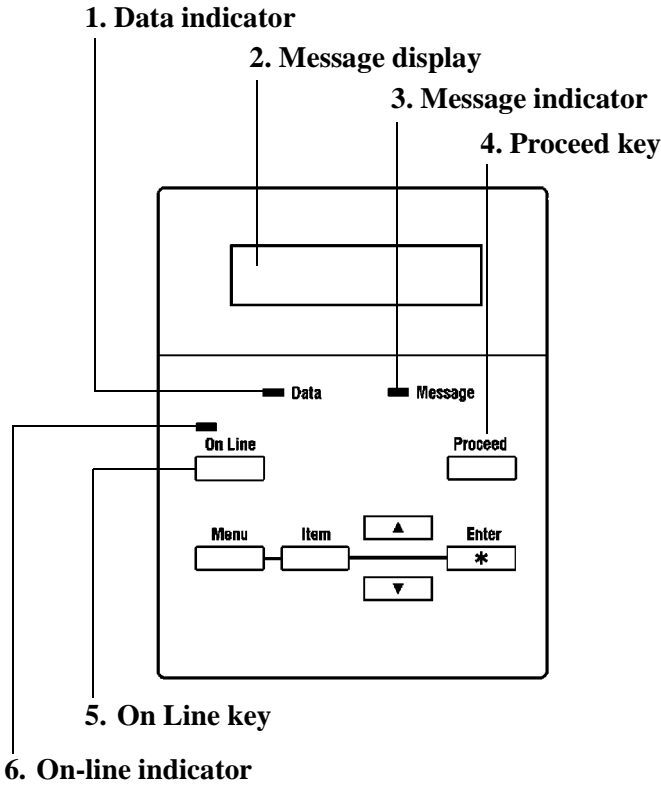 1. Data indicator
2. Message display
3. Message indicator
4. Proceed key
Data
Message
On Line
Proceed
Menu
Item
▲
Enter
*
▼
5. On Line key
6. On-line indicator